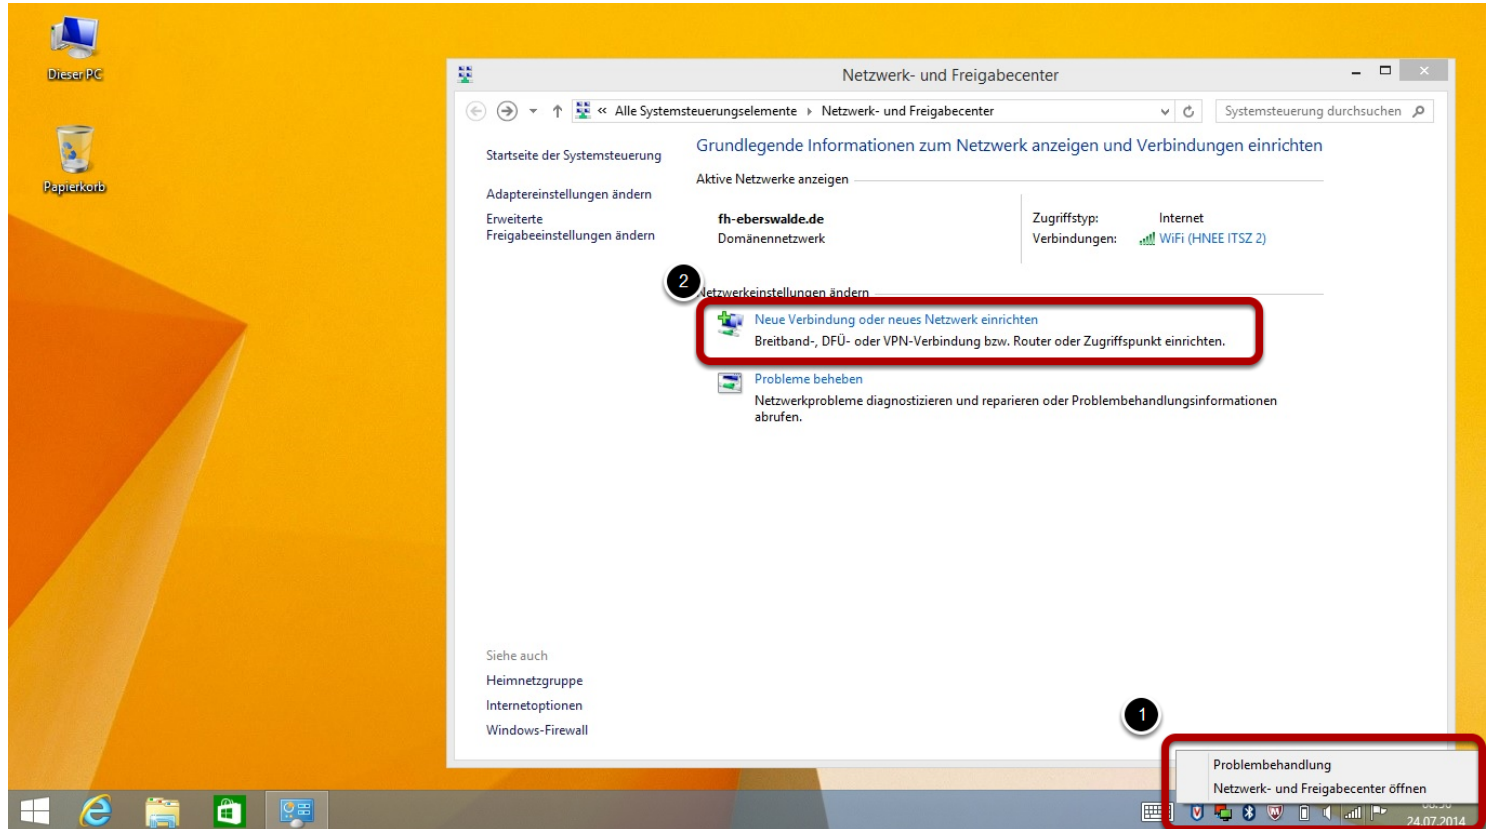 Dieser PC
Papierkorb
Netzwerk- und Freigabecenter
« Alle Systemsteuerungselemente Netzwerk- und Freigabecenter
Systemsteuerung durchsuchen
Startseite der Systemsteuerung
Adaptereinstellungen ändern
Erweiterte
Freigabeeinstellungen ändern
Grundlegende Informationen zum Netzwerk anzeigen und Verbindungen einrichten
Aktive Netzwerke anzeigen
fh-eberswalde.de
Domänennetzwerk
Zugriffstyp: Internet
Verbindungen: WiFi (HNEE ITSZ 2)
2
Netzwerkeinstellungen ändern
Neue Verbindung oder neues Netzwerk einrichten
Breitband-, DFÜ- oder VPN-Verbindung bzw. Router oder Zugriffspunkt einrichten.
Probleme beheben
Netzwerkprobleme diagnostizieren und reparieren oder Problembehandlungsinformationen
abrufen.
Siehe auch
Heimnetzgruppe
Internetoptionen
Windows-Firewall
1
Problembehandlung
Netzwerk- und Freigabecenter öffnen
24.07.2014